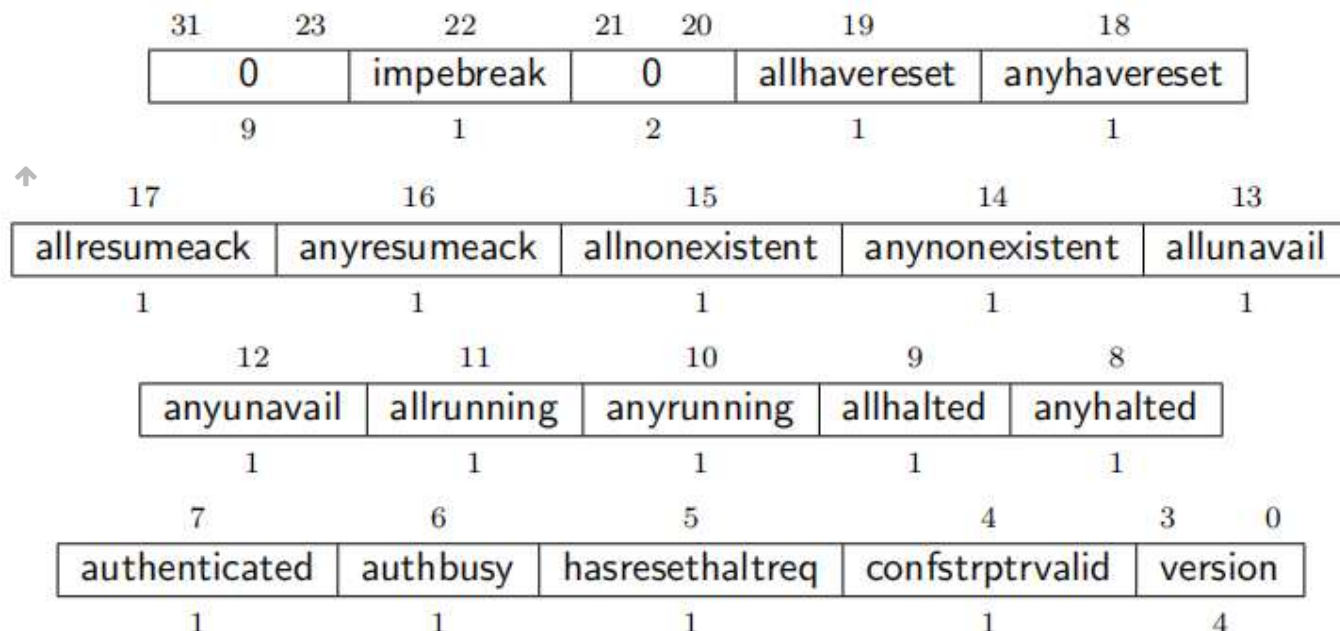 31 23 22 21 20 19 18
0 impebreak 0 allhavereset anyhavereset
9 1 2 1 1
17 16 15 14 13
allresumeack anyresumeack allnonexistent anynonexistent allunavail
1 1 1 1 1
12 11 10 9 8
anyunavail allrunning anyrunning allhalted anyhalted
1 1 1 1 1
7 6 5 4 3 0
authenticated authbusy hasresethaltreq confstrptrvalid version
1 1 1 1 4